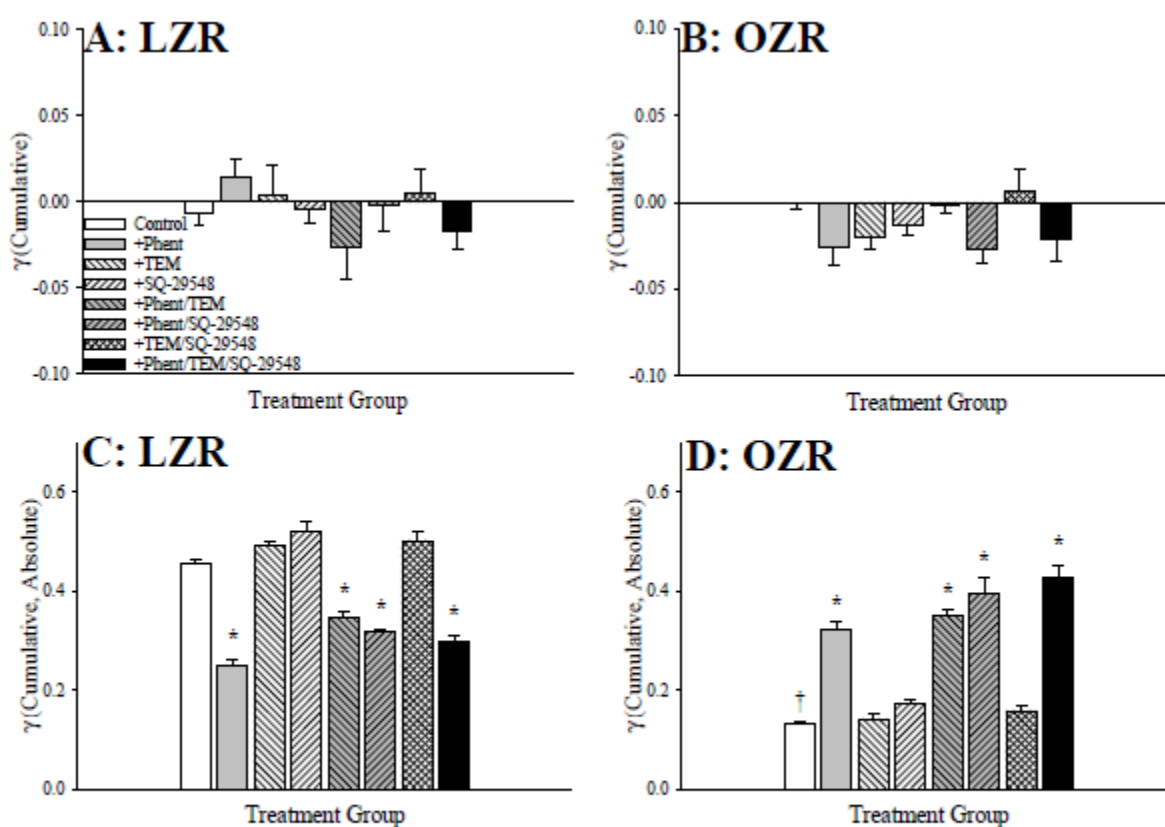 A: LZR
0.10
0.05
0.00
-0.05
-0.10
γ (Cumulative)
Control
+Phent
+TEM
+SQ-29548
+Phent/TEM
+Phent/SQ-29548
+TEM/SQ-29548
+Phent/TEM/SQ-29548
Treatment Group
B: OZR
0.10
0.05
0.00
-0.05
-0.10
γ (Cumulative)
Treatment Group
C: LZR
0.6
0.4
0.2
0.0
γ (Cumulative, Absolute)
*
*
*
*
Treatment Group
D: OZR
0.6
0.4
0.2
0.0
γ (Cumulative, Absolute)
†
*
*
*
*
Treatment Group